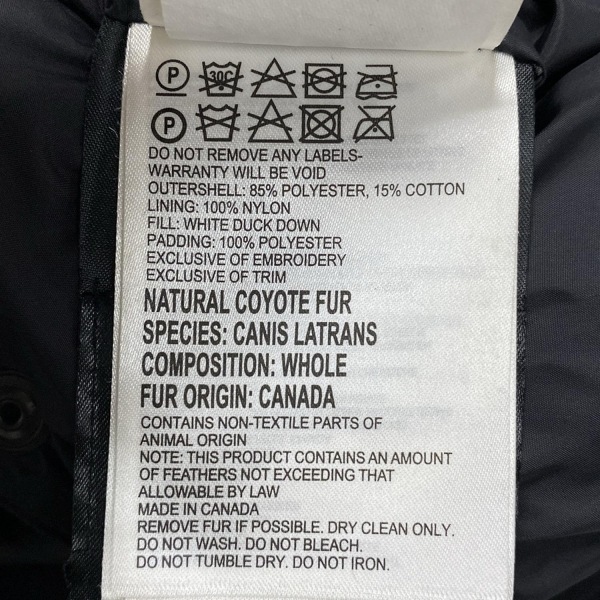 P 30C
P
DO NOT REMOVE ANY LABELS-
WARRANTY WILL BE VOID
OUTERSHELL: 85% POLYESTER, 15% COTTON
LINING: 100% NYLON
FILL: WHITE DUCK DOWN
PADDING: 100% POLYESTER
EXCLUSIVE OF EMBROIDERY
EXCLUSIVE OF TRIM
NATURAL COYOTE FUR
SPECIES: CANIS LATRANS
COMPOSITION: WHOLE
FUR ORIGIN: CANADA
CONTAINS NON-TEXTILE PARTS OF
ANIMAL ORIGIN
NOTE: THIS PRODUCT CONTAINS AN AMOUNT
OF FEATHERS NOT EXCEEDING THAT
ALLOWABLE BY LAW
MADE IN CANADA
REMOVE FUR IF POSSIBLE. DRY CLEAN ONLY.
DO NOT WASH. DO NOT BLEACH.
DO NOT TUMBLE DRY. DO NOT IRON.